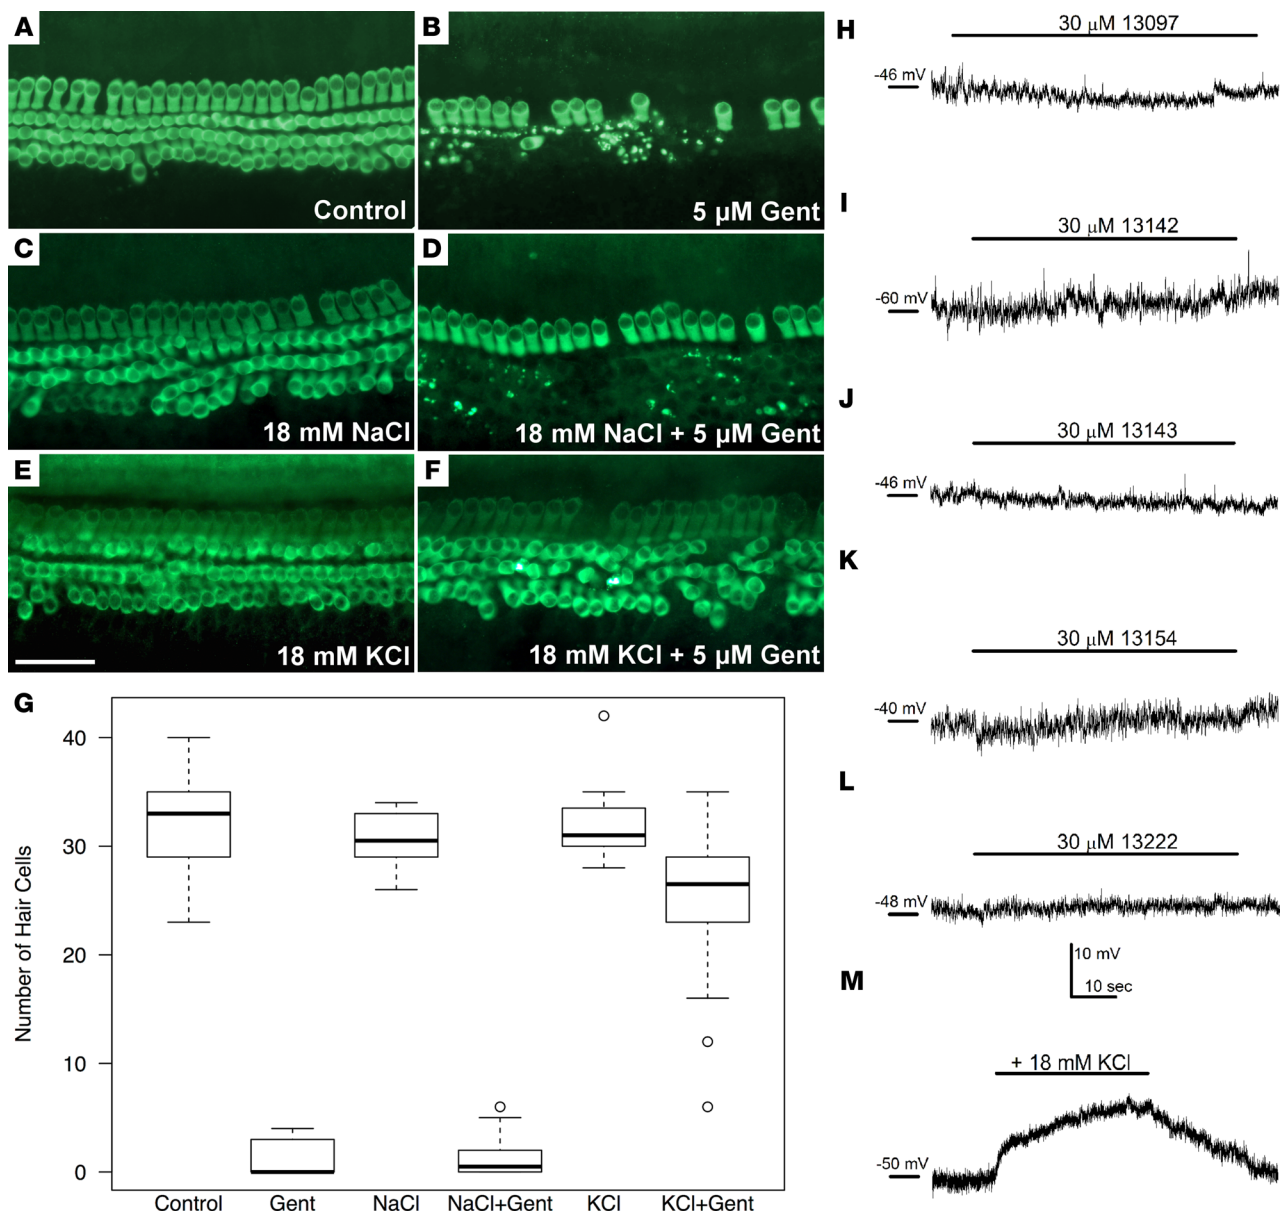 A
Control
B
5 µM Gent
C
18 mM NaCl
D
18 mM NaCl + 5 µM Gent
E
18 mM KCl
F
18 mM KCl + 5 µM Gent
G
Number of Hair Cells
40
30
20
10
0
Control Gent NaCl NaCl+Gent KCl KCl+Gent
H
30 µM 13097
-46 mV
I
30 µM 13142
-60 mV
J
30 µM 13143
-46 mV
K
30 µM 13154
-40 mV
L
30 µM 13222
-48 mV
10 mV
10 sec
M
+ 18 mM KCl
-50 mV